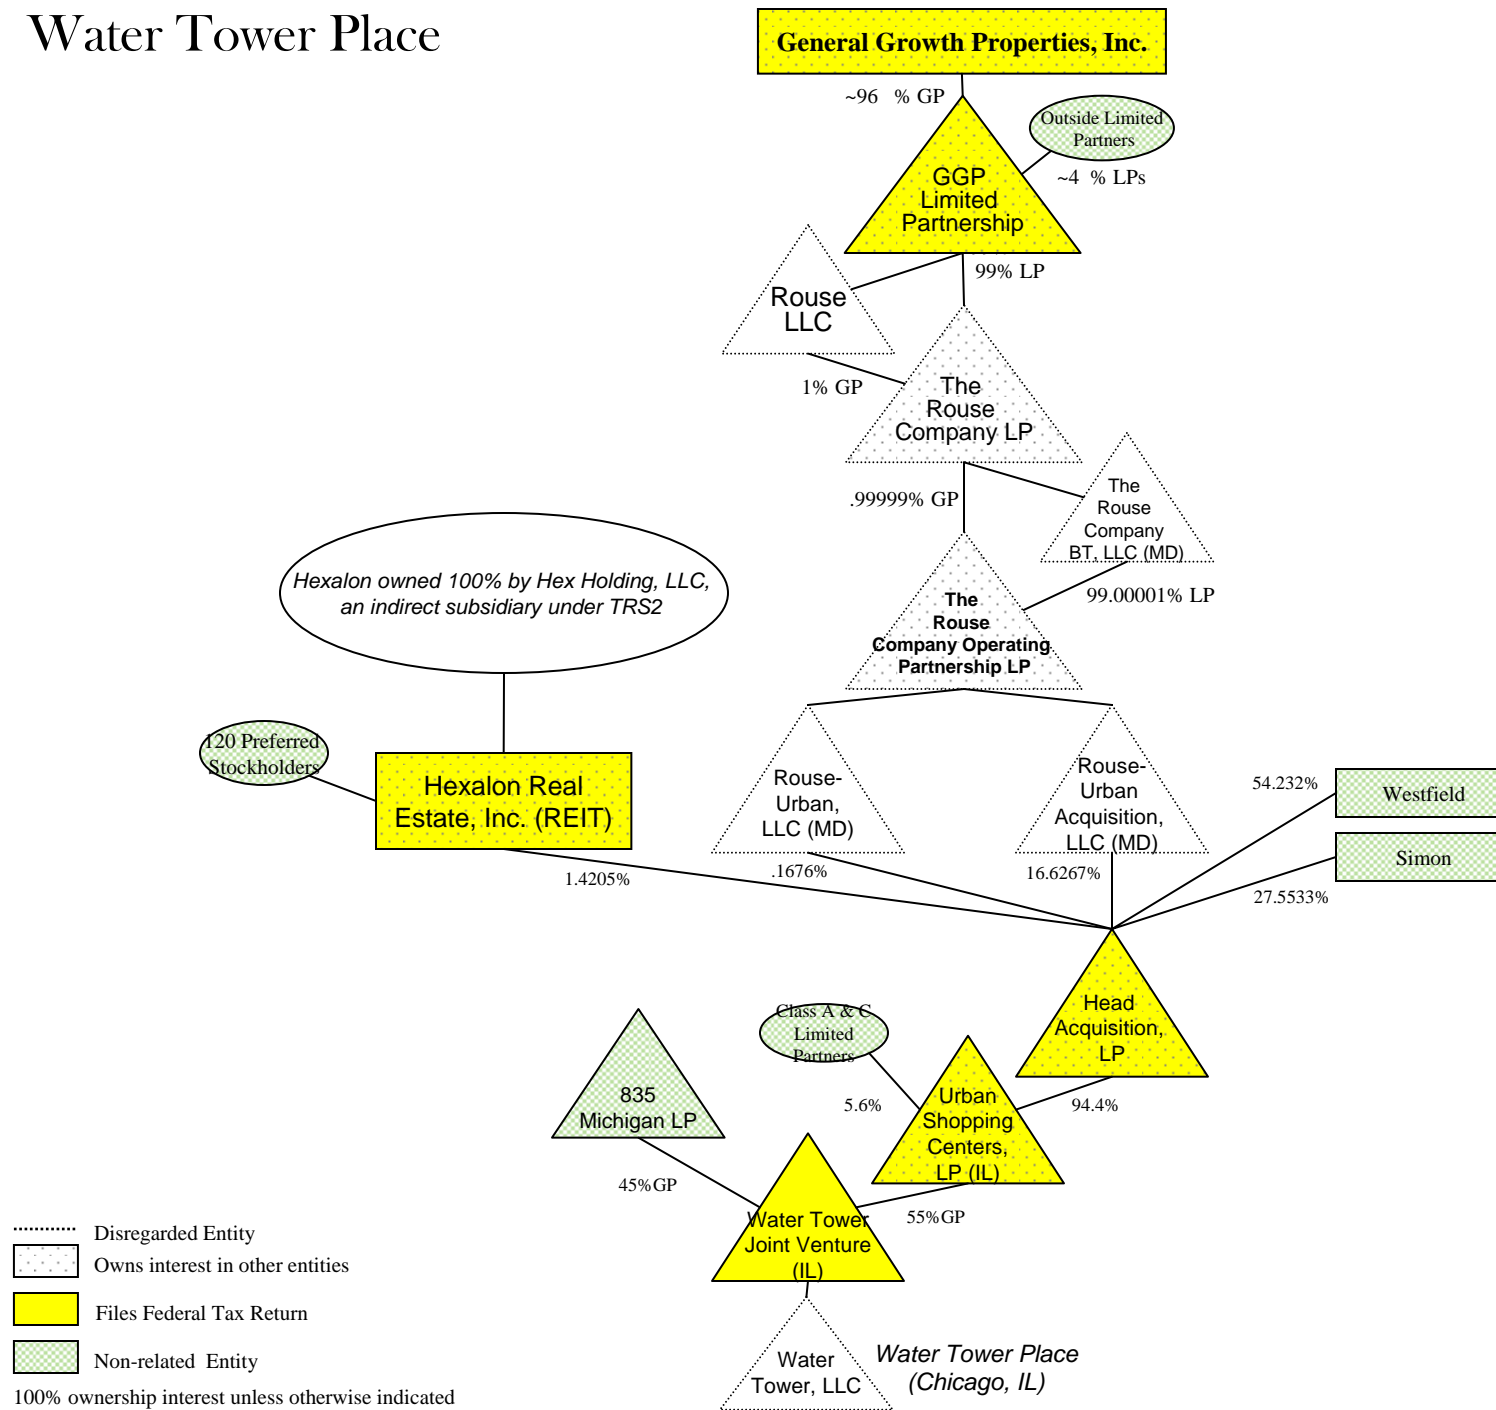 Water Tower Place
General Growth Properties, Inc.
~96 % GP
Outside Limited
Partners
~4 % LPs
GGP
Limited
Partnership
99% LP
Rouse
LLC
1% GP
The
Rouse
Company LP
.99999% GP
The
Rouse
Company
BT, LLC (MD)
99.00001% LP
Hexalon owned 100% by Hex Holding, LLC,
an indirect subsidiary under TRS2
The
Rouse
Company Operating
Partnership LP
120 Preferred
Stockholders
Hexalon Real
Estate, Inc. (REIT)
Rouse-
Urban,
LLC (MD)
Rouse-
Urban
Acquisition,
LLC (MD)
54.232%
Westfield
Simon
1.4205%
.1676%
16.6267%
27.5533%
Head
Acquisition,
LP
Class A & C
Limited
Partners
835
Michigan LP
5.6%
Urban
Shopping
Centers,
LP (IL)
94.4%
45%GP
55%GP
Water Tower
Joint Venture
(IL)
Water
Tower, LLC
Water Tower Place
(Chicago, IL)
Disregarded Entity
Owns interest in other entities
Files Federal Tax Return
Non-related Entity
100% ownership interest unless otherwise indicated